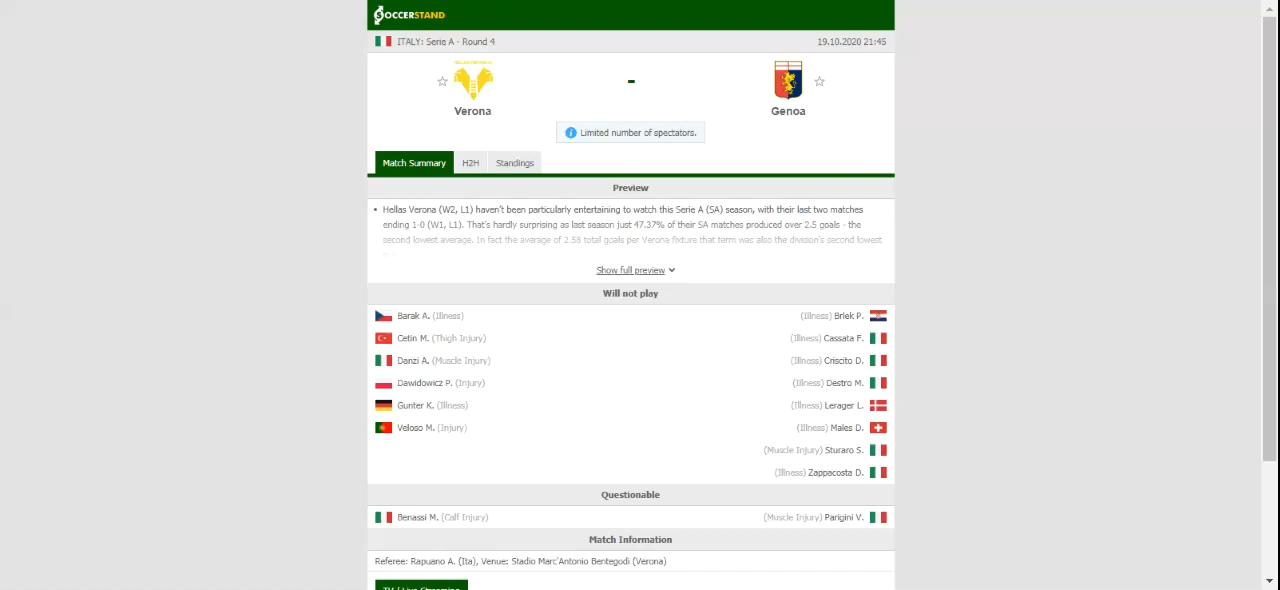 SOCCERSTAND
ITALY: Serie A - Round 4 19.10.2020 21:45
HELLAS VERONA FC
-
Verona Genoa
Limited number of spectators.
Match Summary H2H Standings
Preview
• Hellas Verona (W2, L1) haven't been particularly entertaining to watch this Serie A (SA) season, with their last two matches
ending 1-0 (W1, L1). That's hardly surprising as last season just 47.37% of their SA matches produced over 2.5 goals - the
second lowest average. In fact the average of 2.58 total goals per Verona fixture that term was also the division's second lowest
Show full preview
Will not play
Barak A. (Illness) (Illness) Brlek P.
Cetin M. (Thigh Injury) (Illness) Cassata F.
Danzi A. (Muscle Injury) (Illness) Criscito D.
Dawidowicz P. (Injury) (Illness) Destro M.
Gunter K. (Illness) (Illness) Lerager L.
Veloso M. (Injury) (Illness) Males D.
(Muscle Injury) Sturaro S.
(Illness) Zappacosta D.
Questionable
Benassi M. (Calf Injury) (Muscle Injury) Parigini V.
Match Information
Referee: Rapuano A. (Ita), Venue: Stadio Marc'Antonio Bentegodi (Verona)
TV / Live Streaming